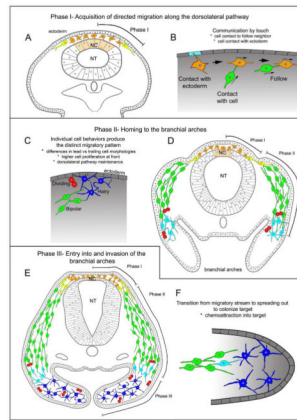 Phase I- Acquisition of directed migration along the dorsolateral pathway
A
ectoderm
Phase I
NC
NT
B
Communication by touch
* cell contact to follow neighbor
* cell contact with ectoderm
Contact with
ectoderm
Follow
Contact
with cell
Phase II- Homing to the branchial arches
C
Individual cell behaviors produce
the distinct migratory pattern
* differences in lead vs trailing cell morphologies
* higher cell proliferation at front
* dorsolateral pathway maintenance
ectoderm
Dividing
Hairy
Bipolar
D
Phase I
NC
Phase II
NT
branchial arches
Phase III- Entry into and invasion of the
branchial arches
E
Phase I
NT
Phase II
Phase III
Transition from migratory stream to spreading out
to colonize target
* chemoattraction into target
F